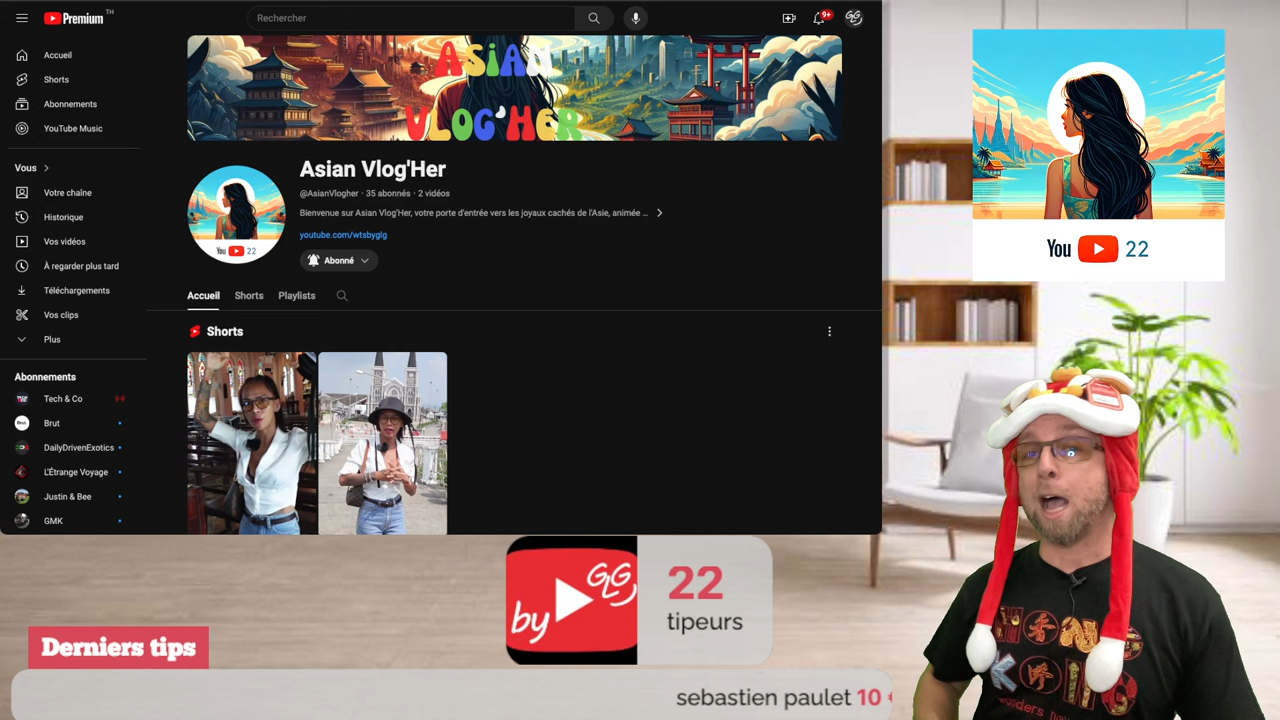 Premium TH
Rechercher
9+
Accueil
Shorts
Abonnements
YouTube Music
Vous
Votre chaîne
Historique
Vos vidéos
À regarder plus tard
Téléchargements
Vos clips
Plus
Abonnements
Tech & Co
Brut
DailyDrivenExotics
L'Étrange Voyage
Justin & Bee
GMK
ASiAN
VLOG'HER
Asian Vlog'Her
@AsianVlogher · 35 abonnés · 2 vidéos
Bienvenue sur Asian Vlog'Her, votre porte d'entrée vers les joyaux cachés de l'Asie, animée ...
youtube.com/wtsbyglg
Abonné
You 22
Accueil Shorts Playlists
Shorts
You 22
by GLG
22
tipeurs
Derniers tips
sebastien paulet 10